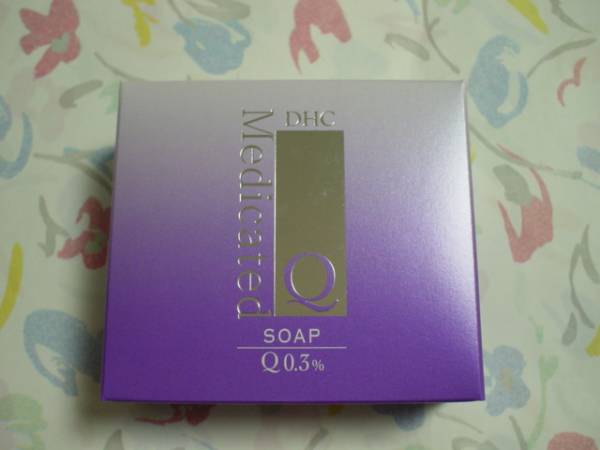 DHC
Medicated
Q
SOAP
Q 0.3%